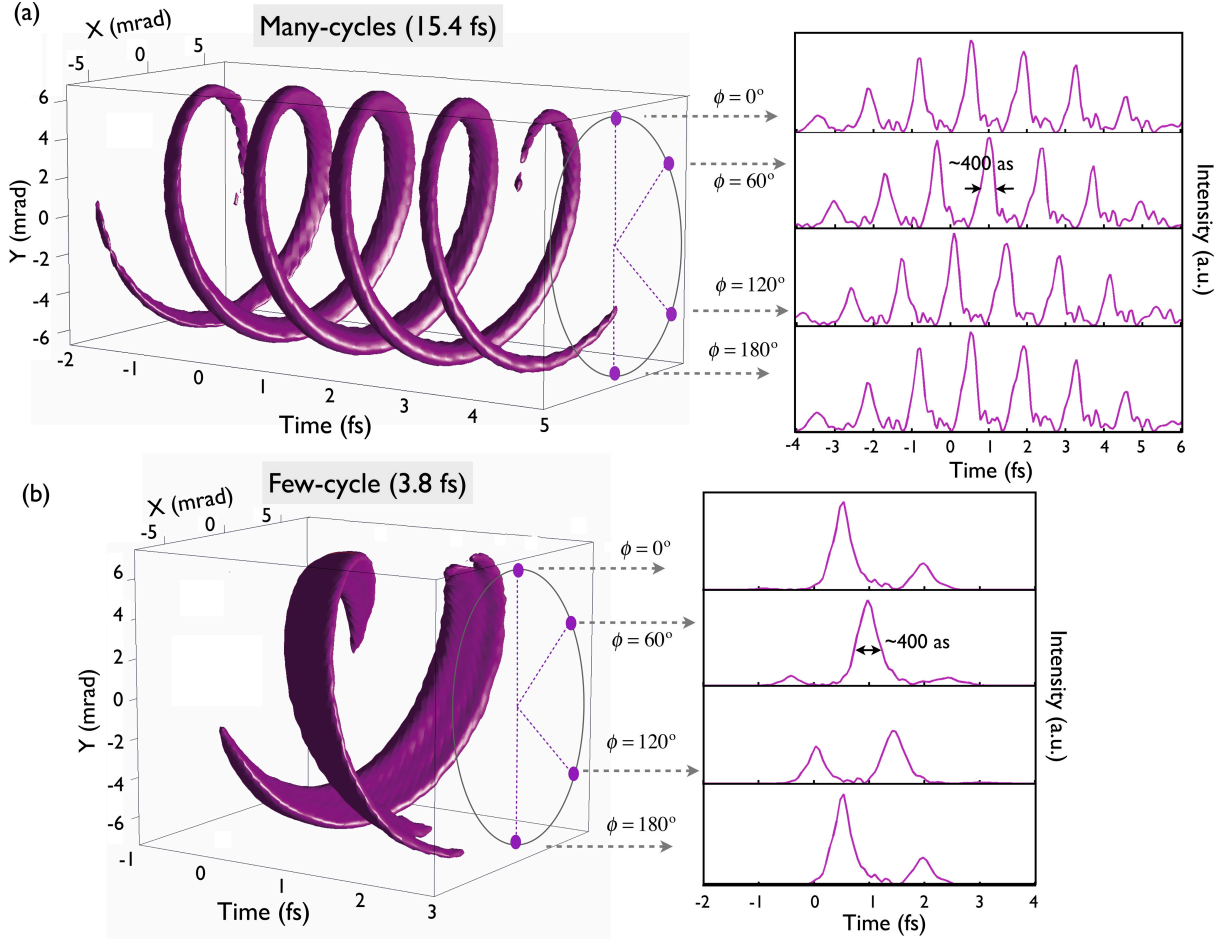 (a)
Many-cycles (15.4 fs)
X (mrad)
-5 0 5
Y (mrad)
6
4
2
0
-2
-4
-6
-2 -1 0 1 2 3 4 5
Time (fs)
ϕ = 0º
ϕ = 60º
ϕ = 120º
ϕ = 180º
~400 as
Intensity (a.u.)
-4 -3 -2 -1 0 1 2 3 4 5 6
Time (fs)
(b)
Few-cycle (3.8 fs)
X (mrad)
-5 0 5
Y (mrad)
6
4
2
0
-2
-4
-6
-1 0 1 2 3
Time (fs)
ϕ = 0º
ϕ = 60º
ϕ = 120º
ϕ = 180º
~400 as
Intensity (a.u.)
-2 -1 0 1 2 3 4
Time (fs)